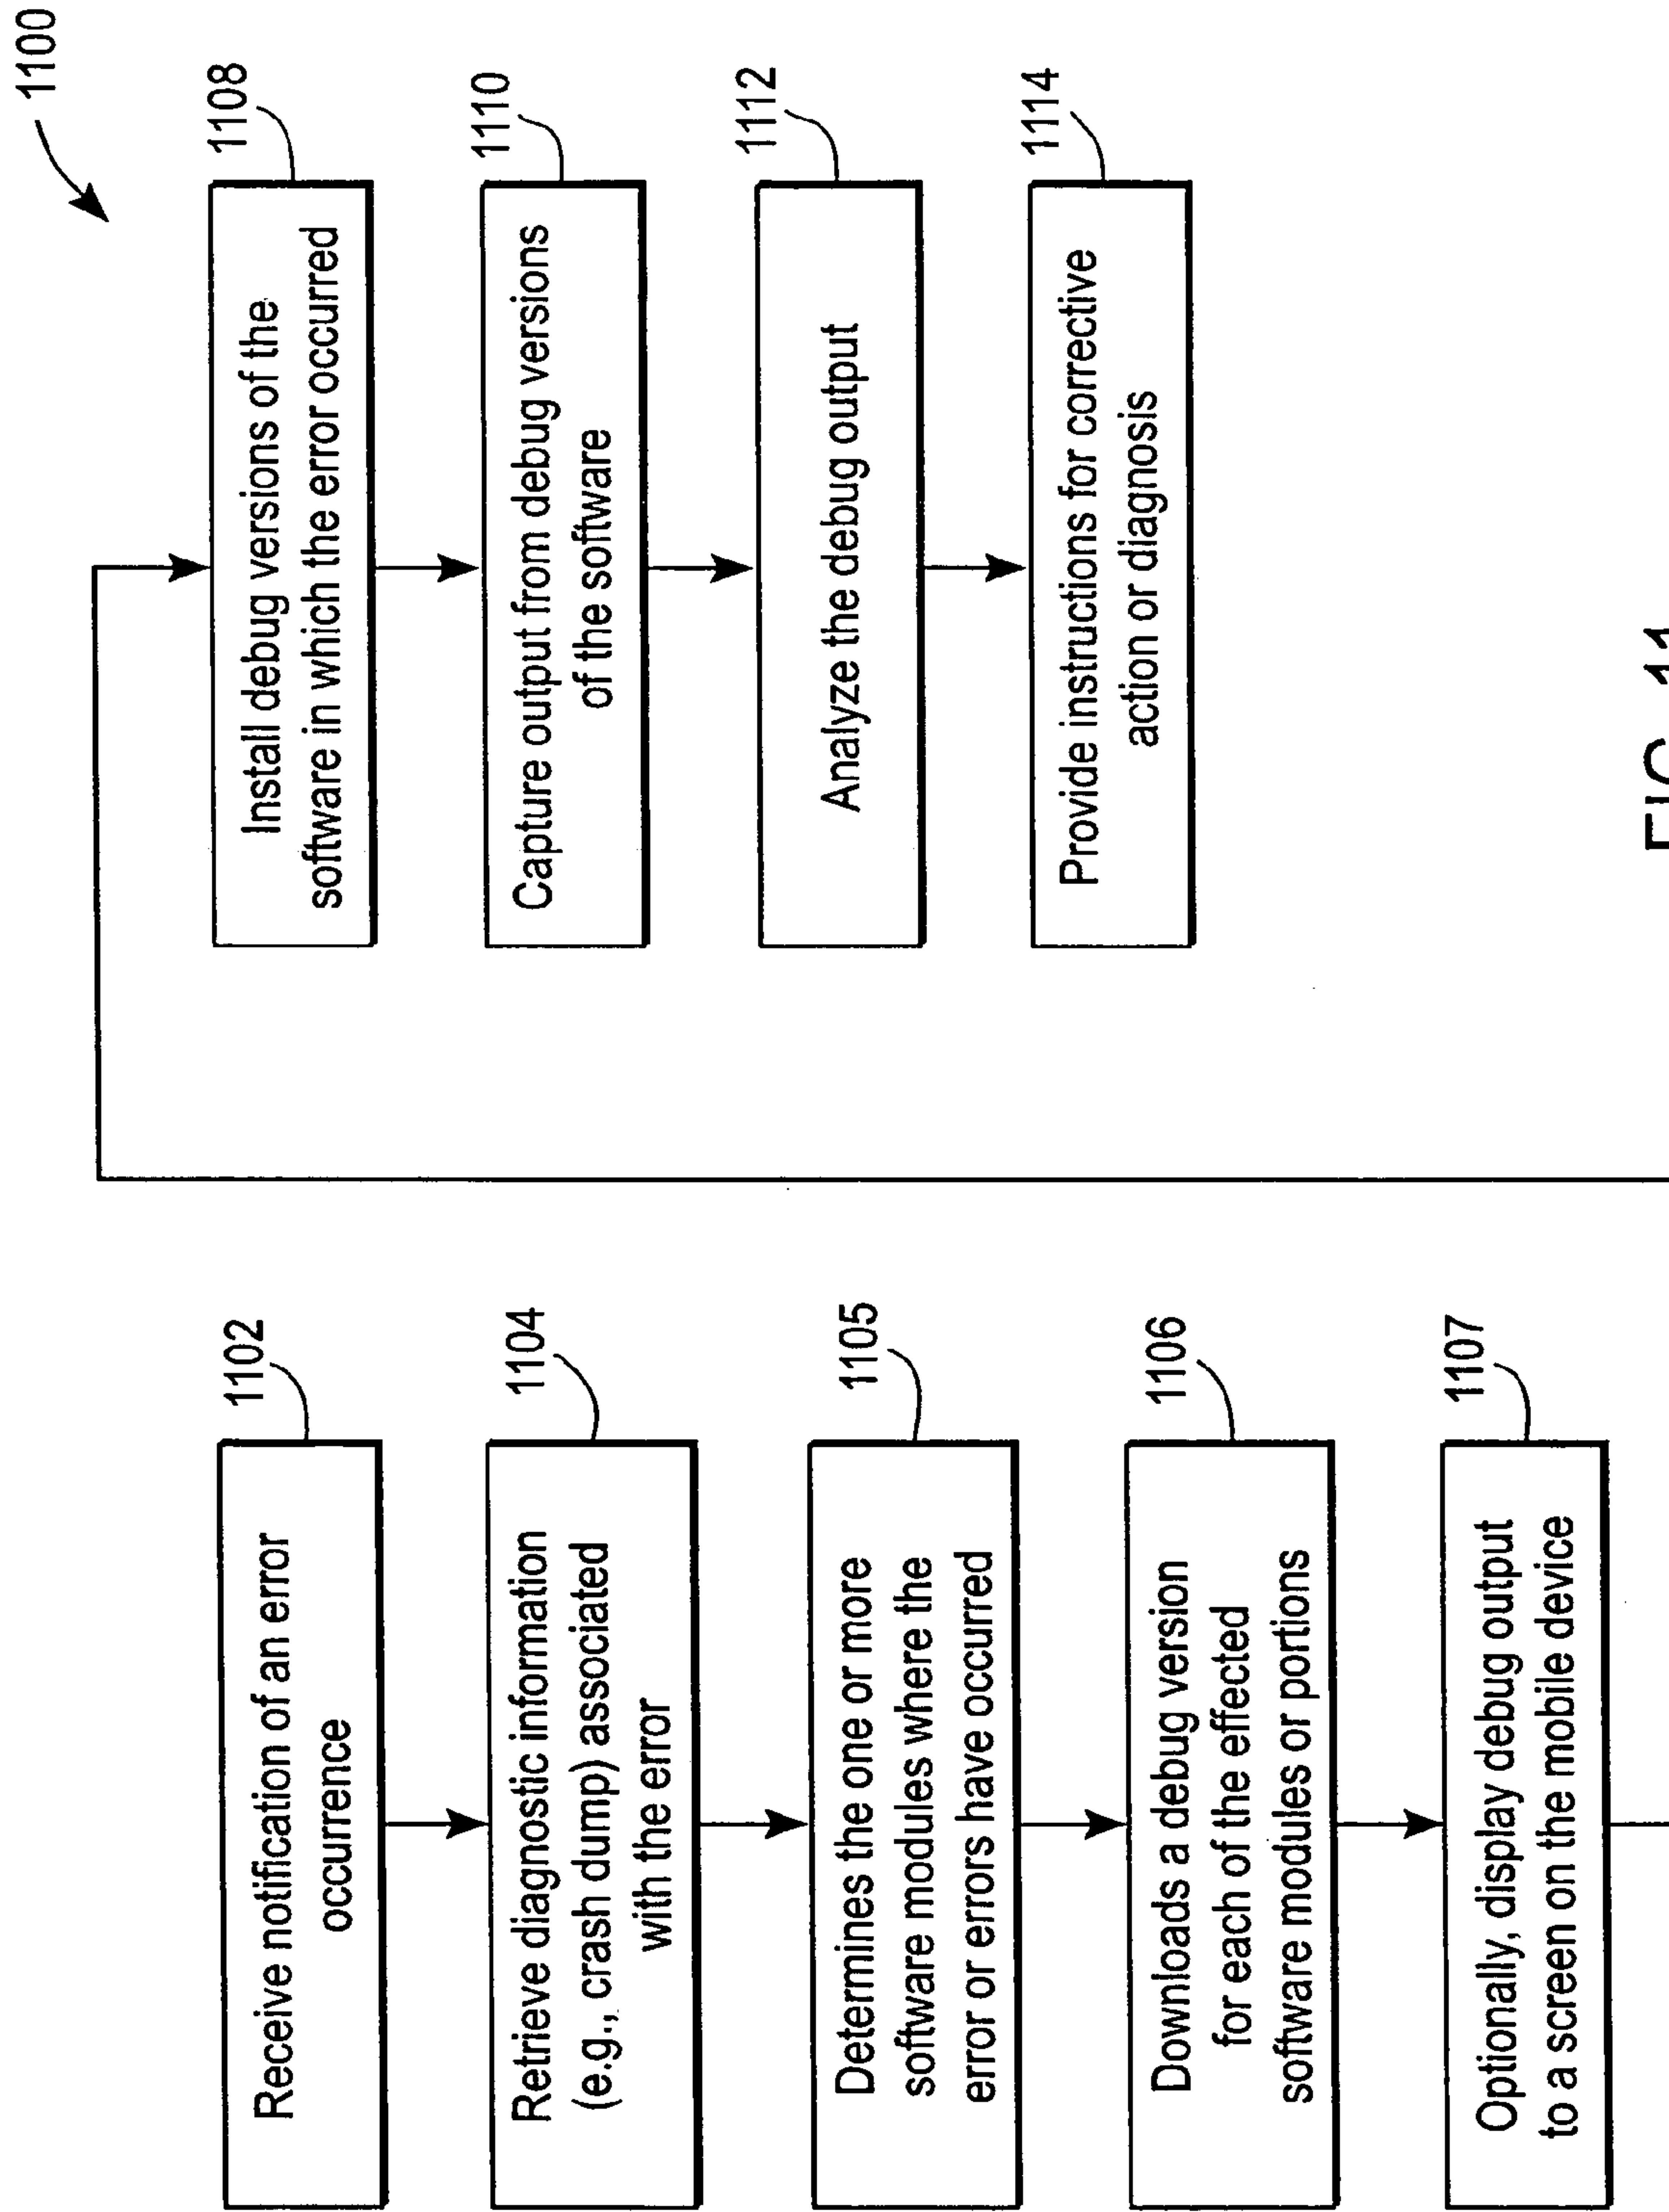 1100
1102
Receive notification of an error
occurrence
1104
Retrieve diagnostic information
(e.g., crash dump) associated
with the error
1105
Determines the one or more
software modules where the
error or errors have occurred
1106
Downloads a debug version
for each of the effected
software modules or portions
1107
Optionally, display debug output
to a screen on the mobile device
1108
Install debug versions of the
software in which the error occurred
1110
Capture output from debug versions
of the software
1112
Analyze the debug output
1114
Provide instructions for corrective
action or diagnosis
FIG. 11